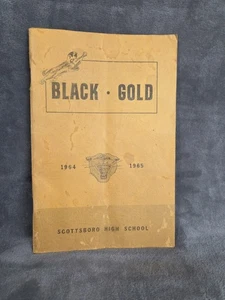 BLACK · GOLD
1964 1965
SCOTTSBORO HIGH SCHOOL